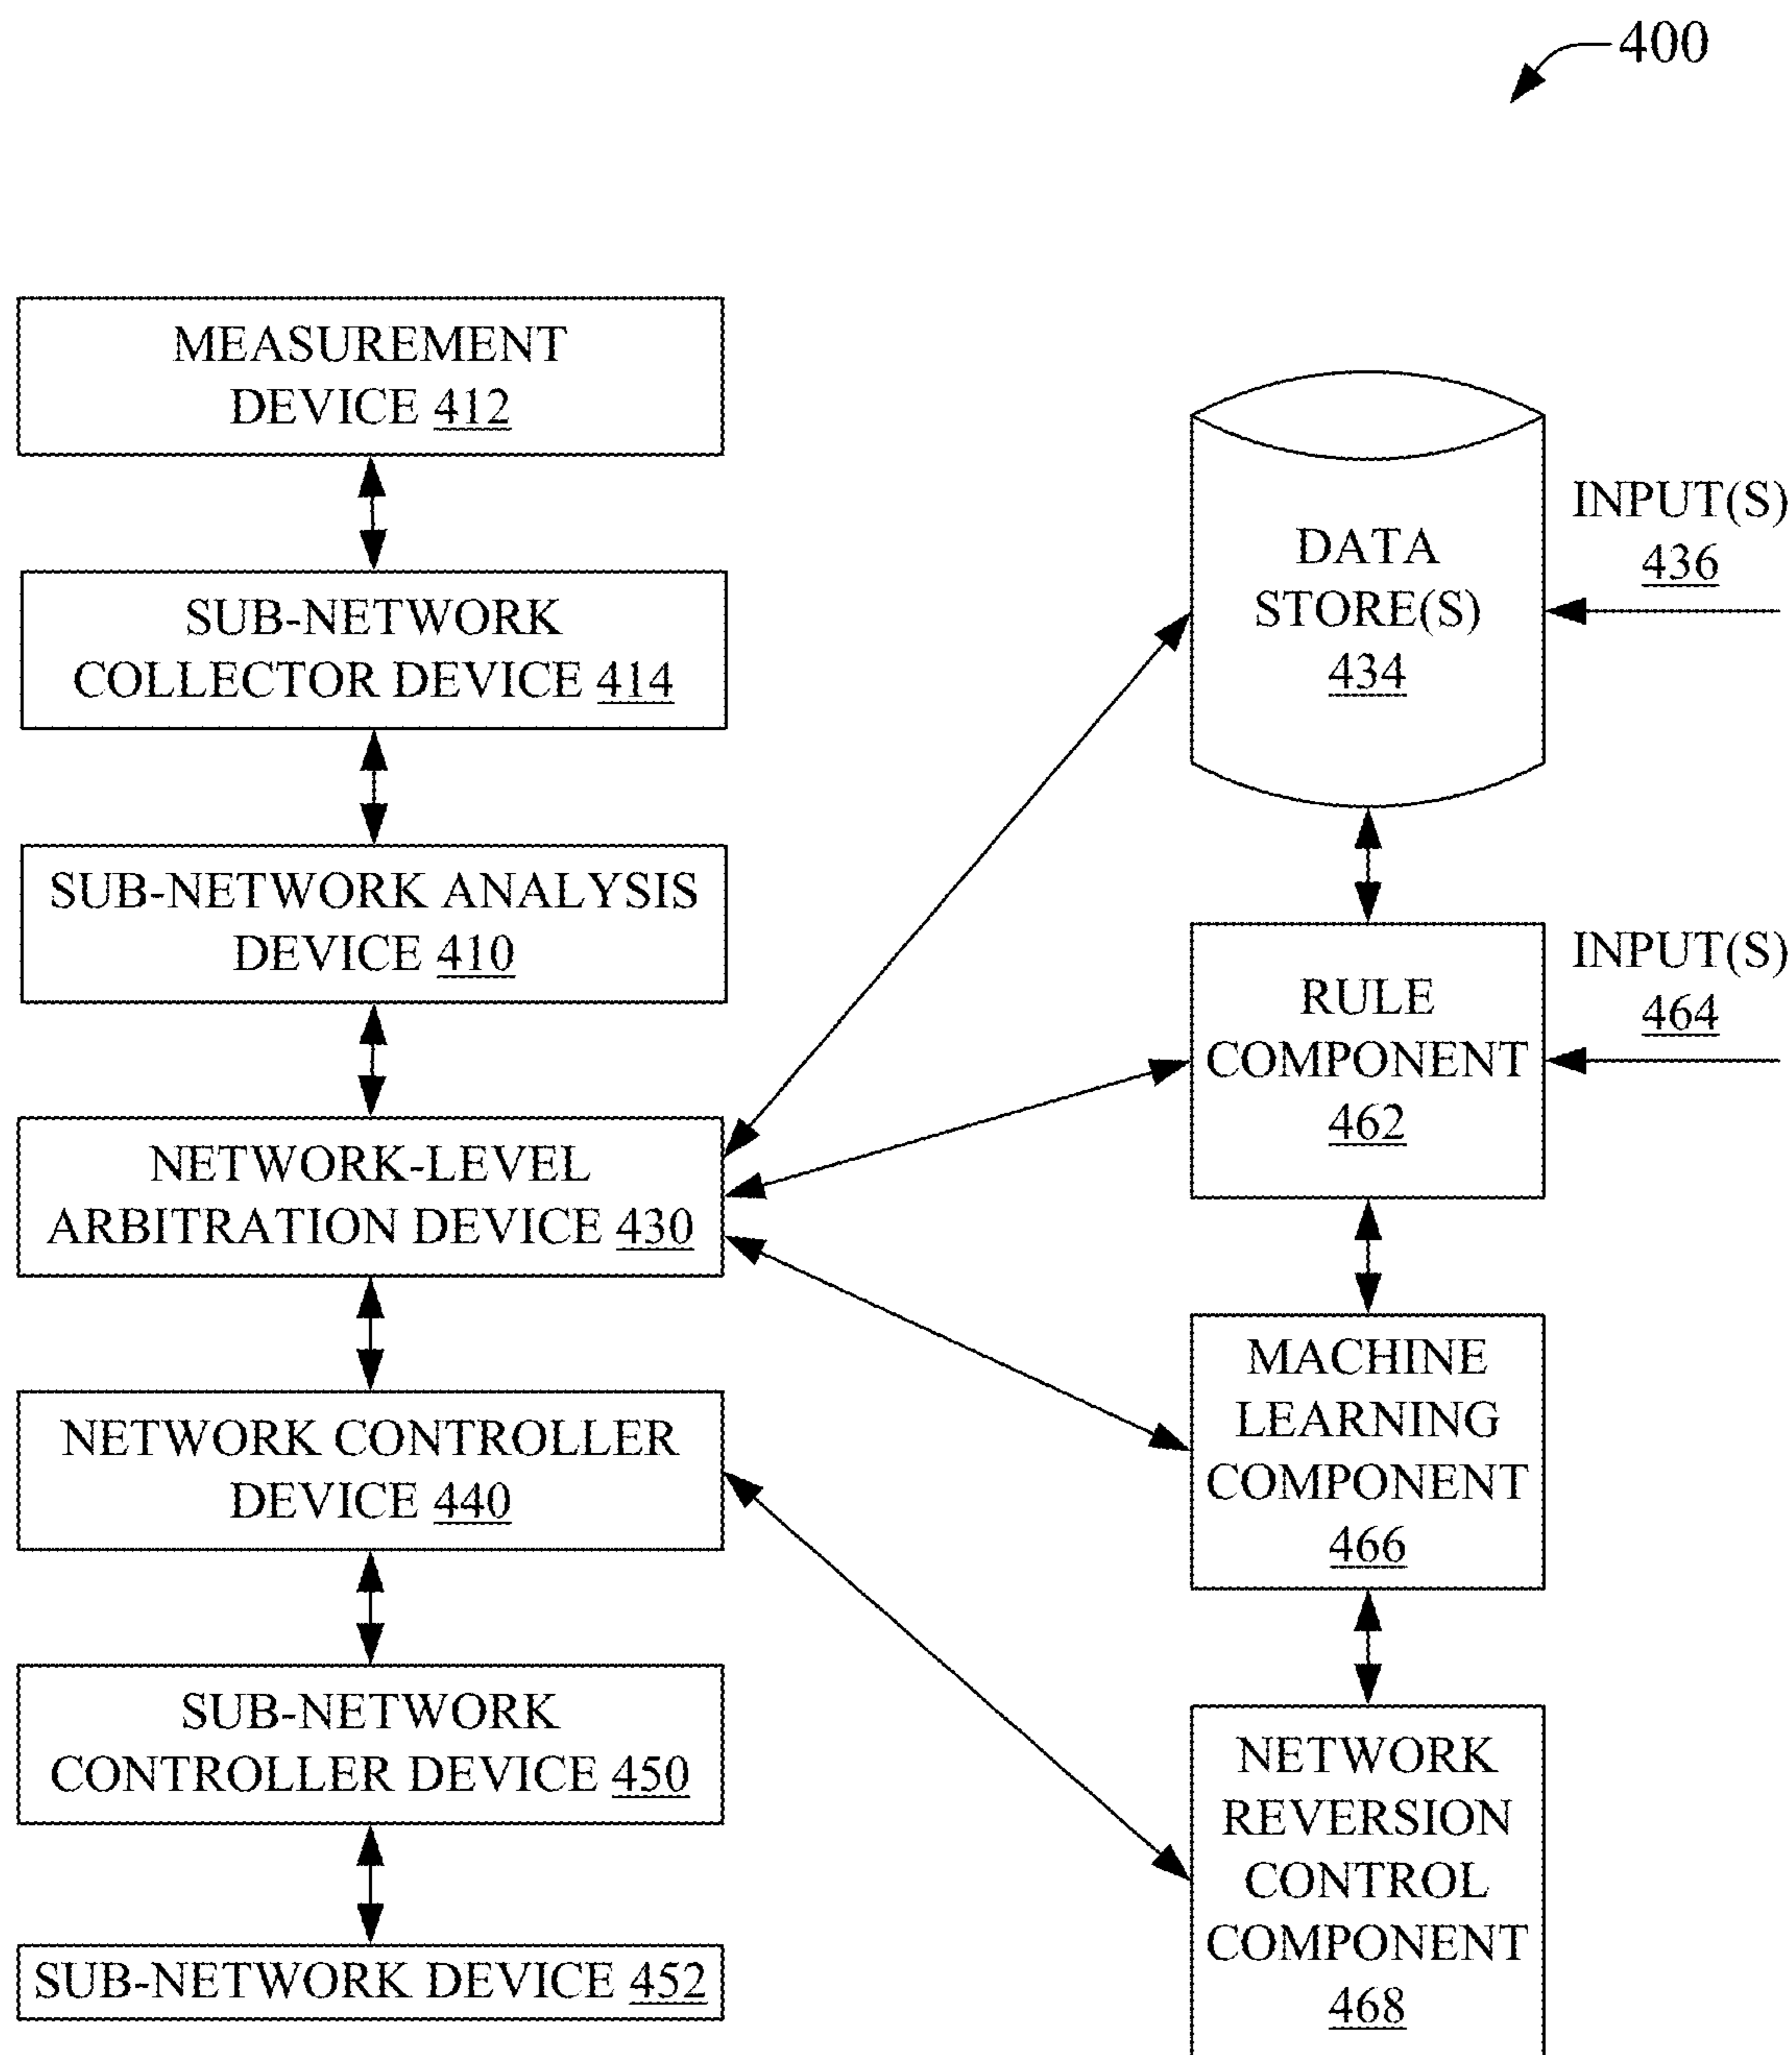 400
MEASUREMENT
DEVICE 412
SUB-NETWORK
COLLECTOR DEVICE 414
SUB-NETWORK ANALYSIS
DEVICE 410
NETWORK-LEVEL
ARBITRATION DEVICE 430
NETWORK CONTROLLER
DEVICE 440
SUB-NETWORK
CONTROLLER DEVICE 450
SUB-NETWORK DEVICE 452
DATA
STORE(S)
434
INPUT(S)
436
RULE
COMPONENT
462
INPUT(S)
464
MACHINE
LEARNING
COMPONENT
466
NETWORK
REVERSION
CONTROL
COMPONENT
468